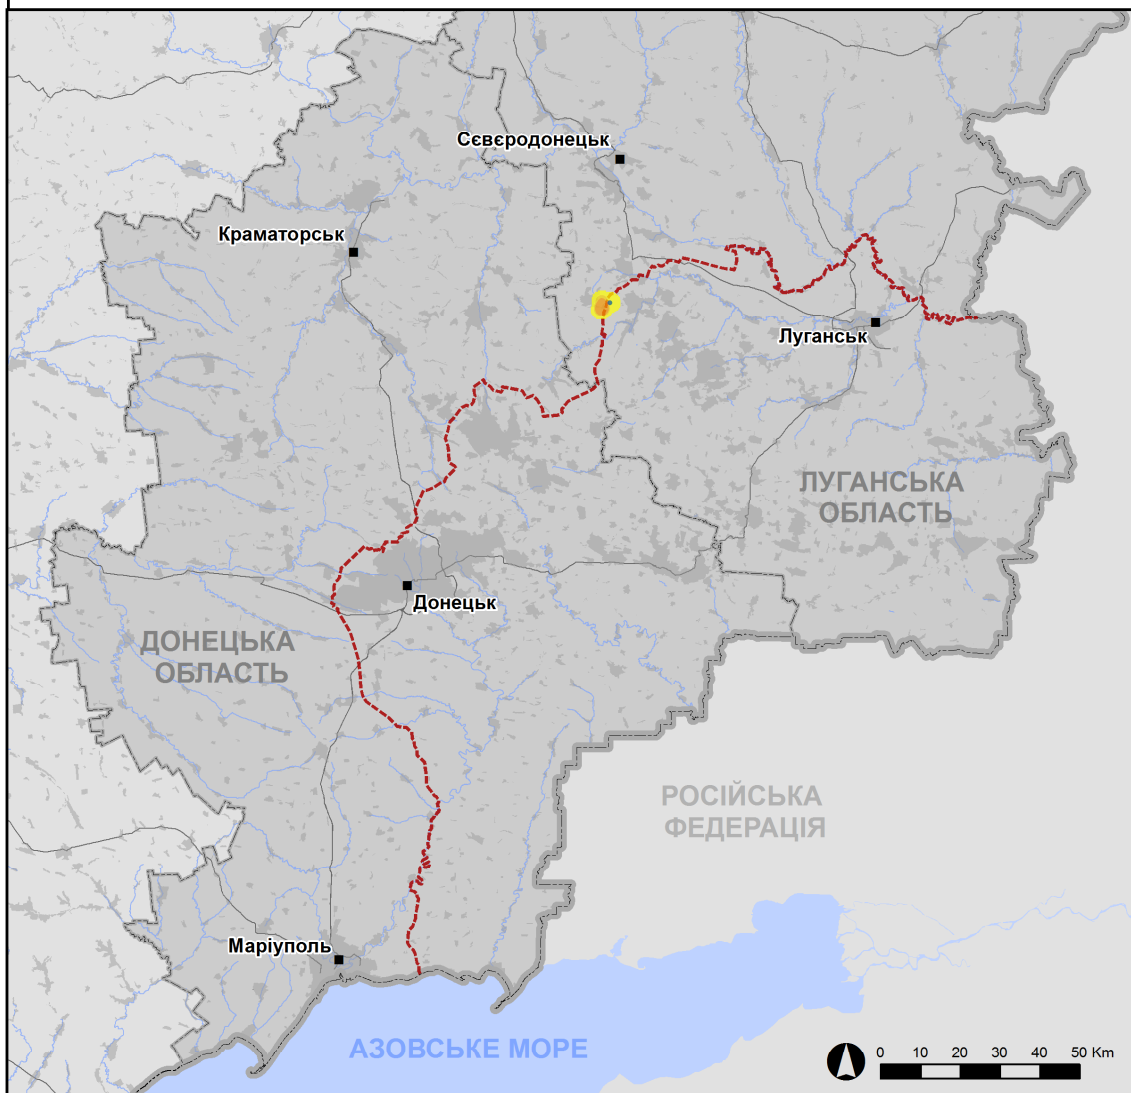 Сєвєродонецьк
Краматорськ
Луганськ
ЛУГАНСЬКА
ОБЛАСТЬ
Донецьк
ДОНЕЦЬКА
ОБЛАСТЬ
РОСІЙСЬКА
ФЕДЕРАЦІЯ
Маріуполь
АЗОВСЬКЕ МОРЕ
0 10 20 30 40 50 Km